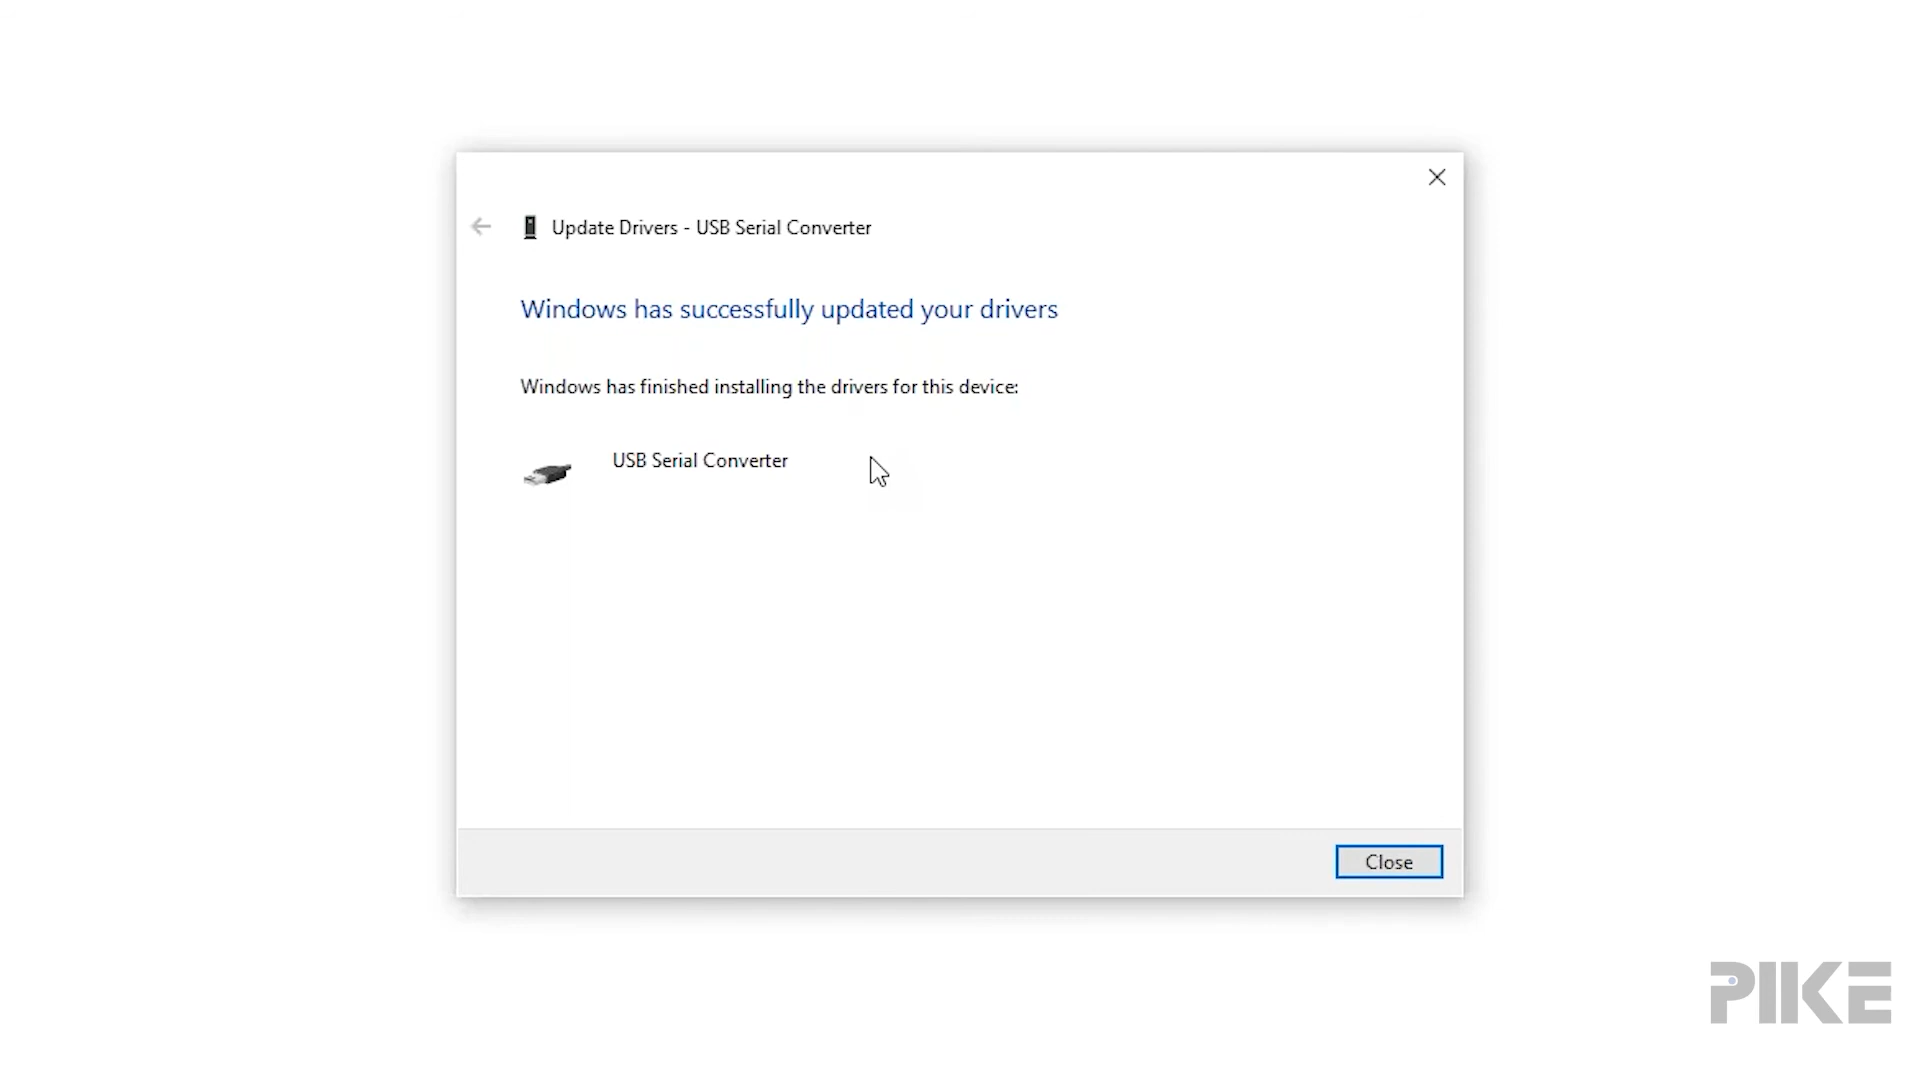 Update Drivers - USB Serial Converter
Windows has successfully updated your drivers
Windows has finished installing the drivers for this device:
USB Serial Converter
Close
PIKE